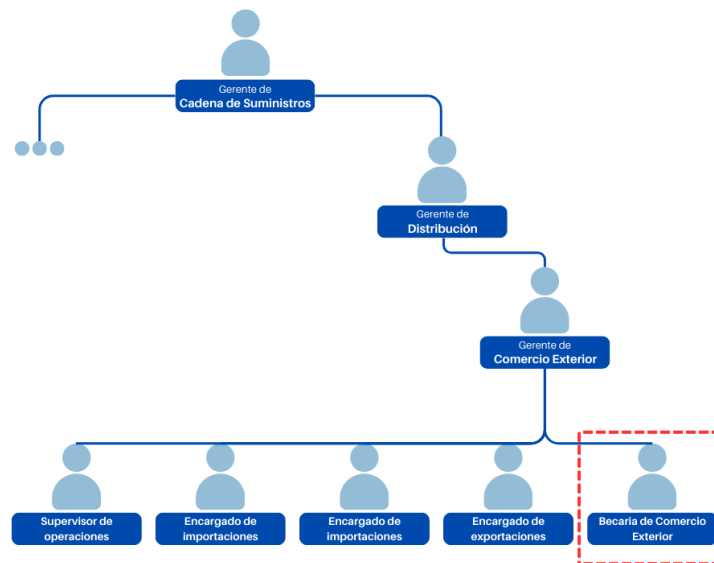 Gerente de
Cadena de Suministros
Gerente de
Distribución
Gerente de
Comercio Exterior
Supervisor de
operaciones
Encargado de
importaciones
Encargado de
importaciones
Encargado de
exportaciones
Becaria de Comercio
Exterior